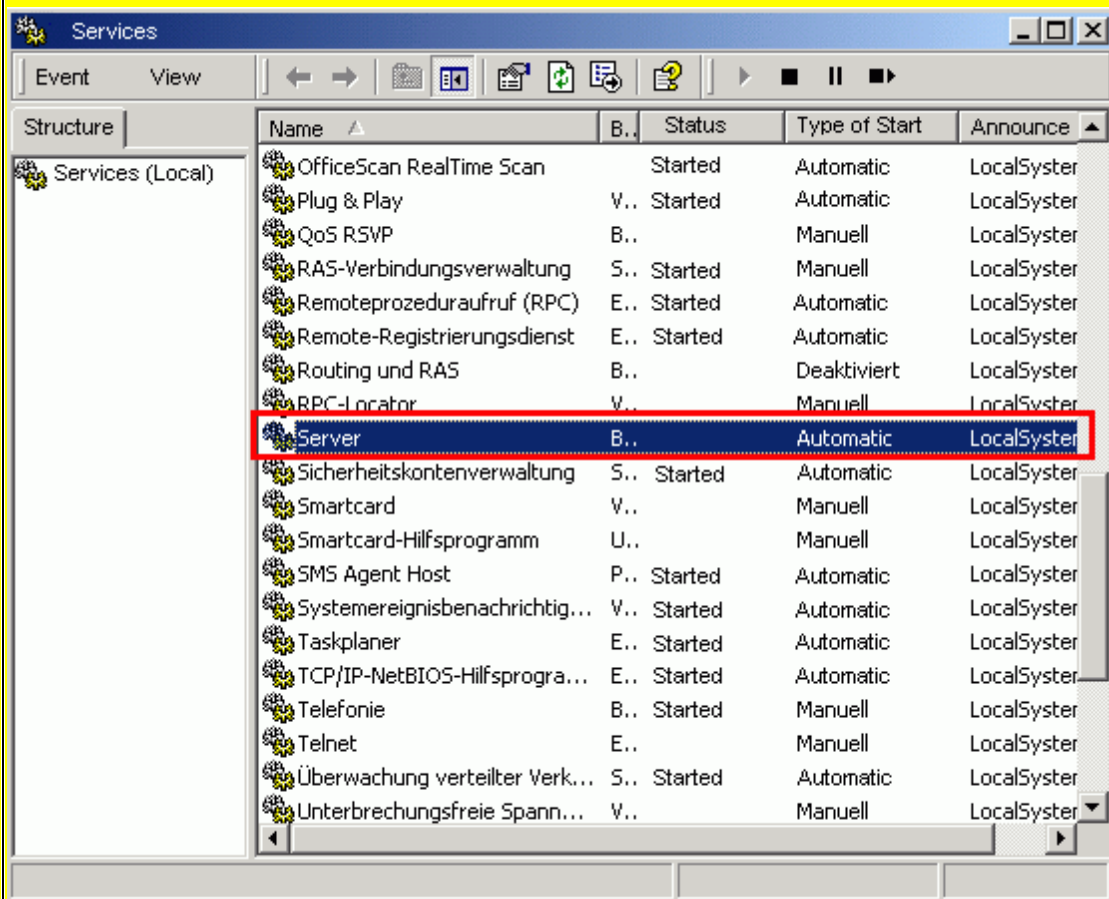 Services
Event View
Structure
Services (Local)
Name B.. Status Type of Start Announce
OfficeScan RealTime Scan Started Automatic LocalSyster
Plug & Play V.. Started Automatic LocalSyster
QoS RSVP B.. Manuell LocalSyster
RAS-Verbindungsverwaltung S.. Started Manuell LocalSyster
Remoteprozeduraufruf (RPC) E.. Started Automatic LocalSyster
Remote-Registrierungsdienst E.. Started Automatic LocalSyster
Routing und RAS B.. Deaktiviert LocalSyster
RPC-Locator V.. Manuell LocalSyster
Server B.. Automatic LocalSyster
Sicherheitskontenverwaltung S.. Started Automatic LocalSyster
Smartcard V.. Manuell LocalSyster
Smartcard-Hilfsprogramm U.. Manuell LocalSyster
SMS Agent Host P.. Started Automatic LocalSyster
Systemereignisbenachrichtig... V.. Started Automatic LocalSyster
Taskplaner E.. Started Automatic LocalSyster
TCP/IP-NetBIOS-Hilfsprogra... E.. Started Automatic LocalSyster
Telefonie B.. Started Manuell LocalSyster
Telnet E.. Manuell LocalSyster
Überwachung verteilter Verk... S.. Started Automatic LocalSyster
Unterbrechungsfreie Spann... V.. Manuell LocalSyster